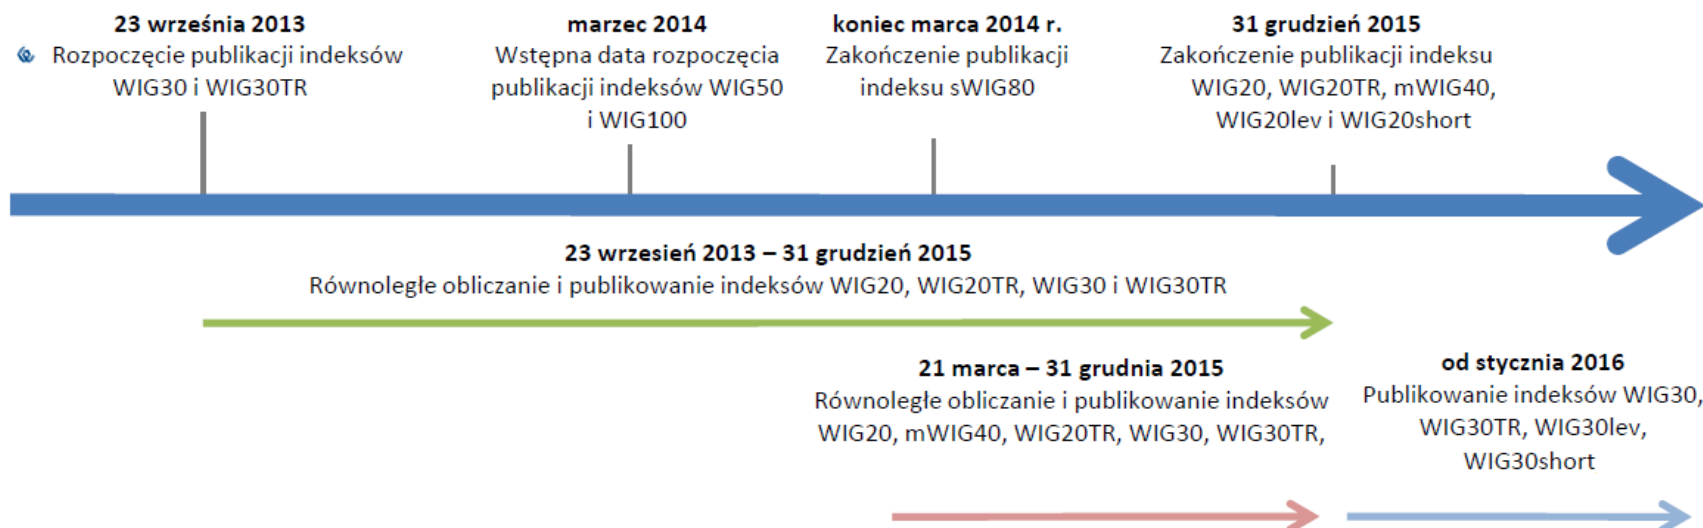 23 września 2013
Rozpoczęcie publikacji indeksów
WIG30 i WIG30TR
marzec 2014
Wstępna data rozpoczęcia
publikacji indeksów WIG50
i WIG100
koniec marca 2014 r.
Zakończenie publikacji
indeksu sWIG80
31 grudzień 2015
Zakończenie publikacji indeksu
WIG20, WIG20TR, mWIG40,
WIG20lev i WIG20short
23 wrzesień 2013 – 31 grudzień 2015
Równoległe obliczanie i publikowanie indeksów WIG20, WIG20TR, WIG30 i WIG30TR
21 marca – 31 grudnia 2015
Równoległe obliczanie i publikowanie indeksów
WIG20, mWIG40, WIG20TR, WIG30, WIG30TR,
od stycznia 2016
Publikowanie indeksów WIG30,
WIG30TR, WIG30lev,
WIG30short